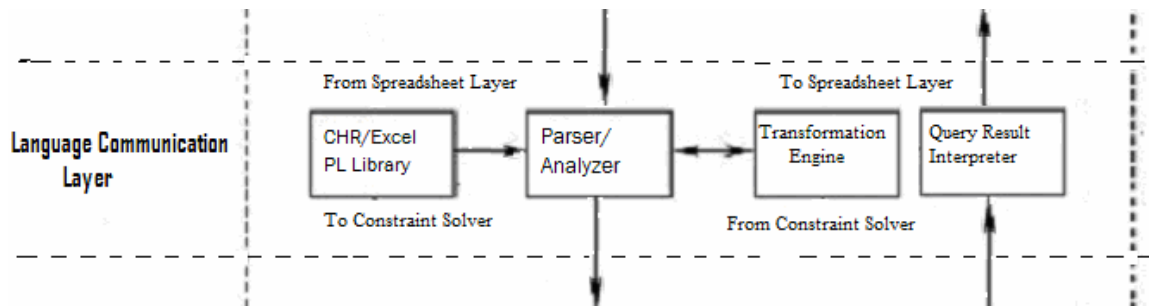 From Spreadsheet Layer
To Spreadsheet Layer
Language Communication
Layer
CHR/Excel
PL Library
Parser/
Analyzer
Transformation
Engine
Query Result
Interpreter
To Constraint Solver
From Constraint Solver